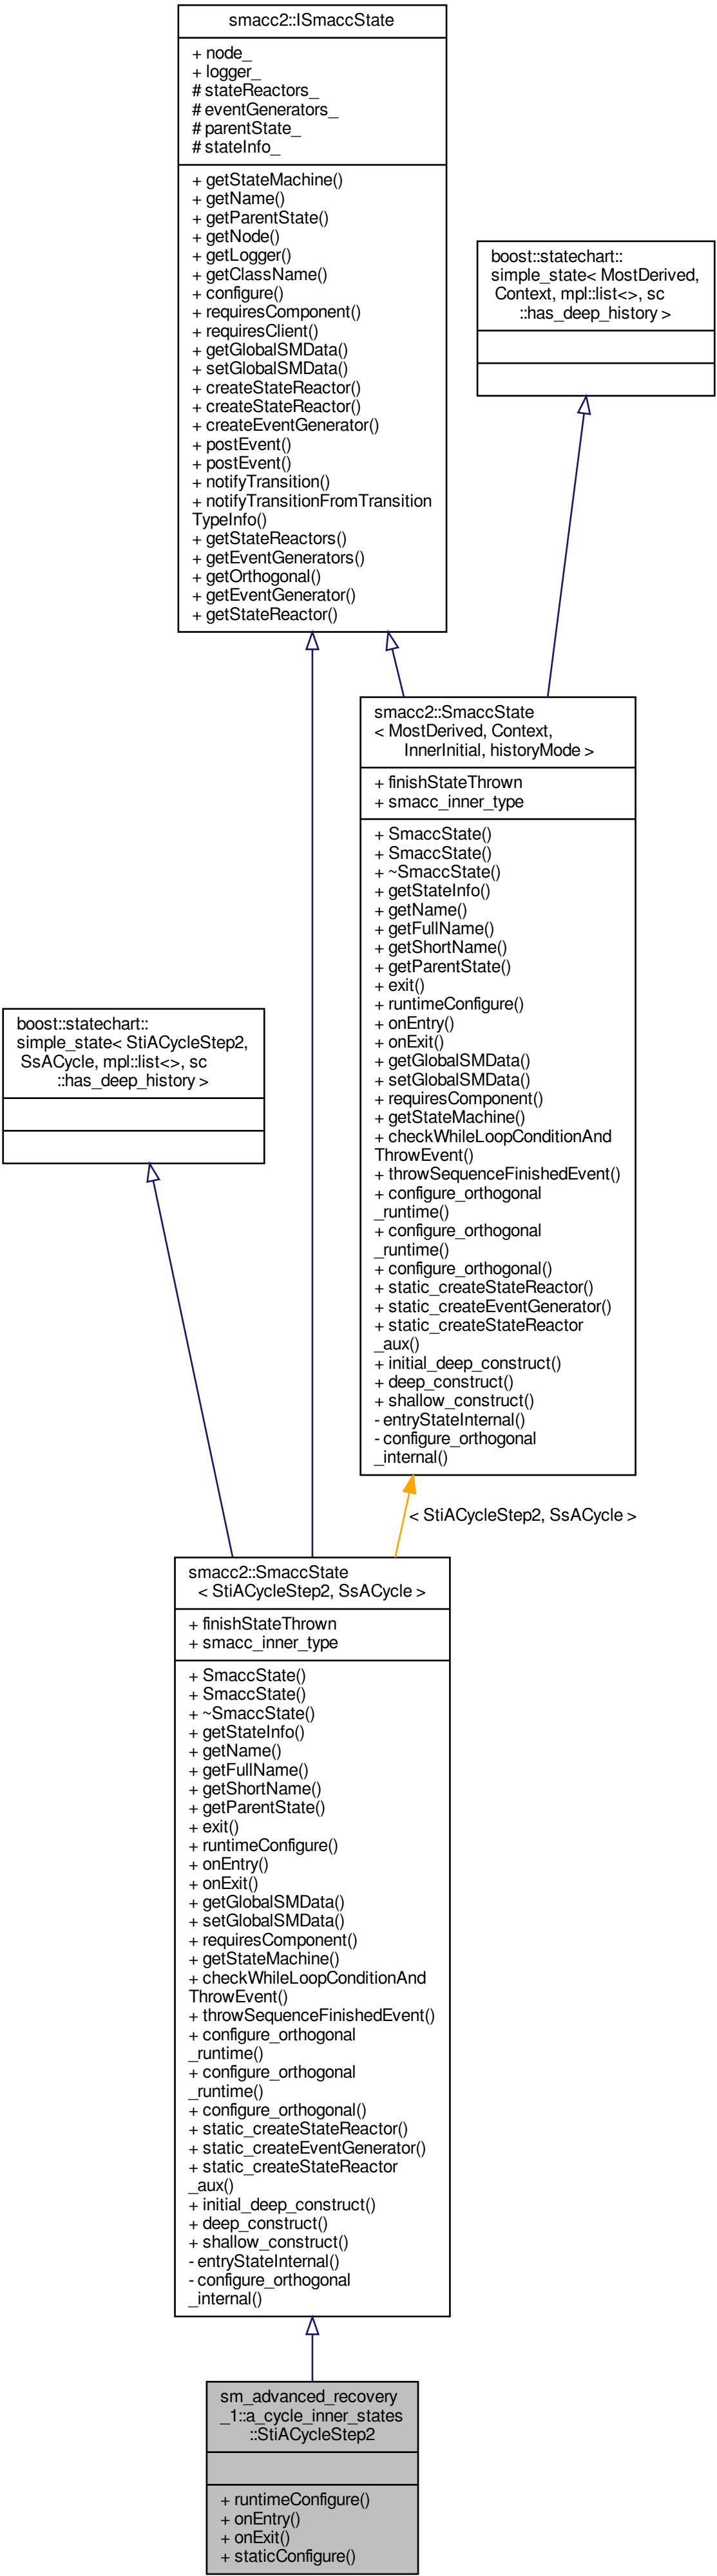 smacc2::ISmaccState
+ node_
+ logger_
# stateReactors_
# eventGenerators_
# parentState_
# stateInfo_
+ getStateMachine()
+ getName()
+ getParentState()
+ getNode()
+ getLogger()
+ getClassName()
+ configure()
+ requiresComponent()
+ requiresClient()
+ getGlobalSMData()
+ setGlobalSMData()
+ createStateReactor()
+ createStateReactor()
+ createEventGenerator()
+ postEvent()
+ postEvent()
+ notifyTransition()
+ notifyTransitionFromTransition
TypeInfo()
+ getStateReactors()
+ getEventGenerators()
+ getOrthogonal()
+ getEventGenerator()
+ getStateReactor()
boost::statechart::
simple_state< MostDerived,
Context, mpl::list<>, sc
::has_deep_history >
smacc2::SmaccState
< MostDerived, Context,
InnerInitial, historyMode >
+ finishStateThrown
+ smacc_inner_type
+ SmaccState()
+ SmaccState()
+ ~SmaccState()
+ getStateInfo()
+ getName()
+ getFullName()
+ getShortName()
+ getParentState()
+ exit()
+ runtimeConfigure()
+ onEntry()
+ onExit()
+ getGlobalSMData()
+ setGlobalSMData()
+ requiresComponent()
+ getStateMachine()
+ checkWhileLoopConditionAnd
ThrowEvent()
+ throwSequenceFinishedEvent()
+ configure_orthogonal
_runtime()
+ configure_orthogonal
_runtime()
+ configure_orthogonal()
+ static_createStateReactor()
+ static_createEventGenerator()
+ static_createStateReactor
_aux()
+ initial_deep_construct()
+ deep_construct()
+ shallow_construct()
- entryStateInternal()
- configure_orthogonal
_internal()
boost::statechart::
simple_state< StiACycleStep2,
SsACycle, mpl::list<>, sc
::has_deep_history >
< StiACycleStep2, SsACycle >
smacc2::SmaccState
< StiACycleStep2, SsACycle >
+ finishStateThrown
+ smacc_inner_type
+ SmaccState()
+ SmaccState()
+ ~SmaccState()
+ getStateInfo()
+ getName()
+ getFullName()
+ getShortName()
+ getParentState()
+ exit()
+ runtimeConfigure()
+ onEntry()
+ onExit()
+ getGlobalSMData()
+ setGlobalSMData()
+ requiresComponent()
+ getStateMachine()
+ checkWhileLoopConditionAnd
ThrowEvent()
+ throwSequenceFinishedEvent()
+ configure_orthogonal
_runtime()
+ configure_orthogonal
_runtime()
+ configure_orthogonal()
+ static_createStateReactor()
+ static_createEventGenerator()
+ static_createStateReactor
_aux()
+ initial_deep_construct()
+ deep_construct()
+ shallow_construct()
- entryStateInternal()
- configure_orthogonal
_internal()
sm_advanced_recovery
_1::a_cycle_inner_states
::StiACycleStep2
+ runtimeConfigure()
+ onEntry()
+ onExit()
+ staticConfigure()